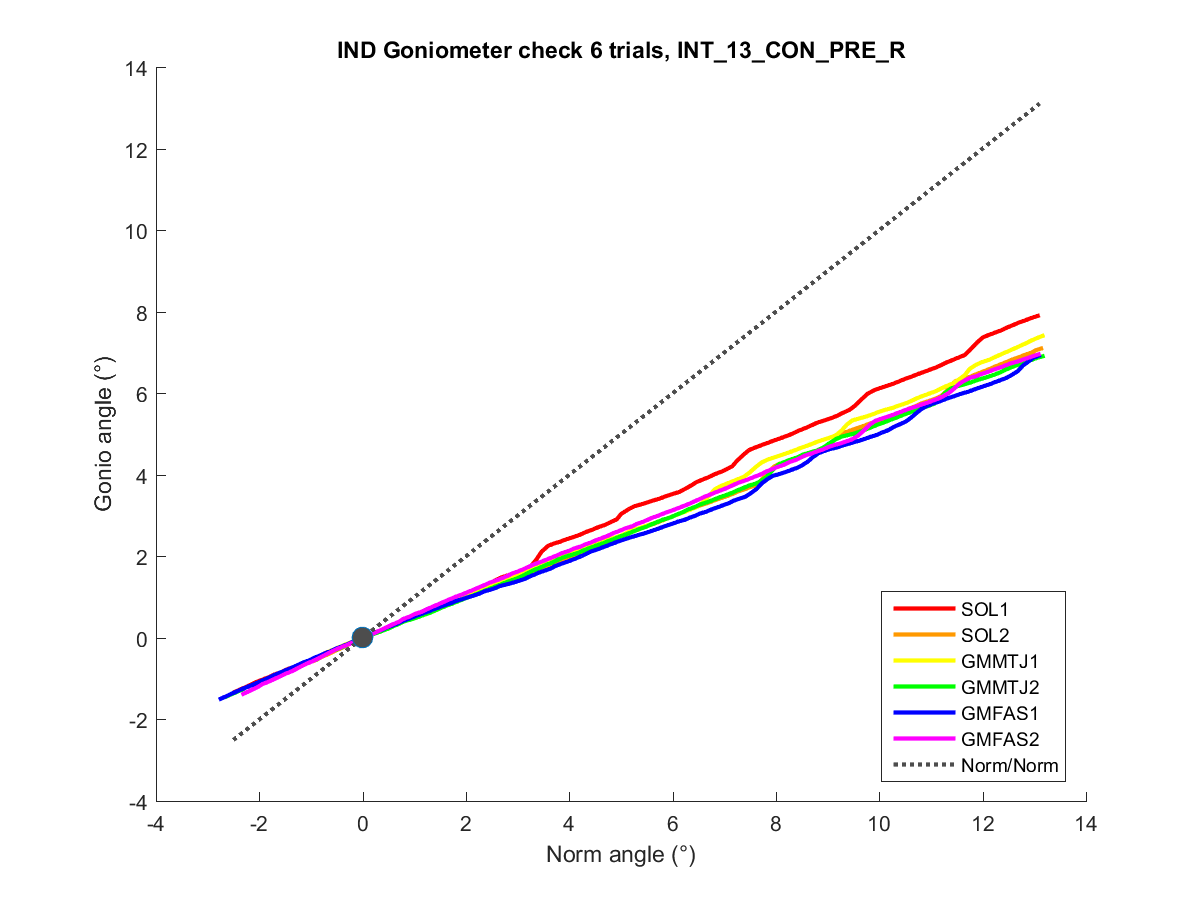 IND Goniometer check 6 trials, INT_13_CON_PRE_R
14
12
10
8
6
4
2
0
-2
-4
Gonio angle (°)
-4 -2 0 2 4 6 8 10 12 14
Norm angle (°)
SOL1
SOL2
GMMTJ1
GMMTJ2
GMFAS1
GMFAS2
Norm/Norm